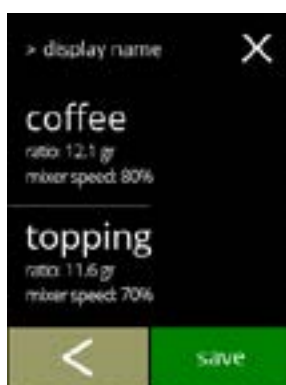 > display name
coffee
ratio: 12.1 gr
mixer speed: 80%
topping
ratio: 11.6 gr
mixer speed: 70%
save